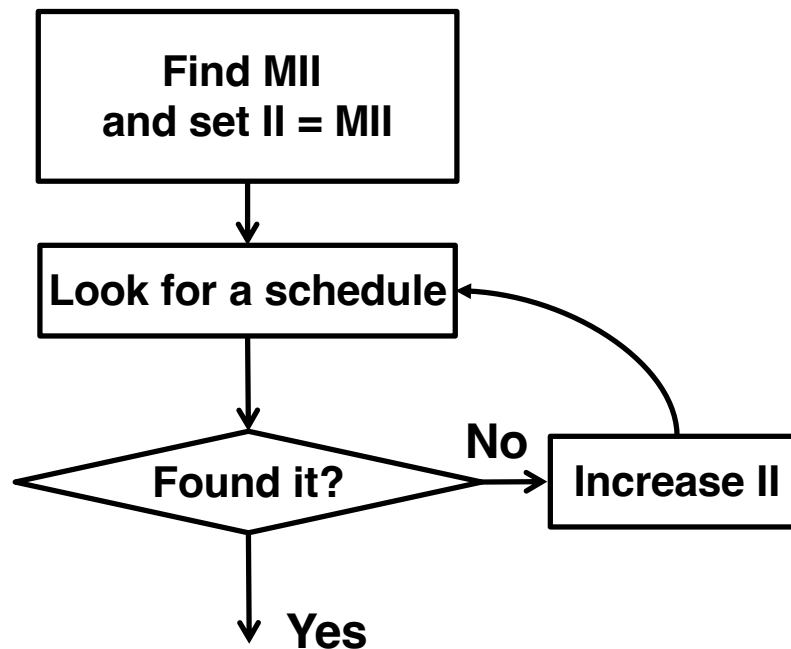 Find MII
and set II = MII
Look for a schedule
Found it?
No
Increase II
Yes